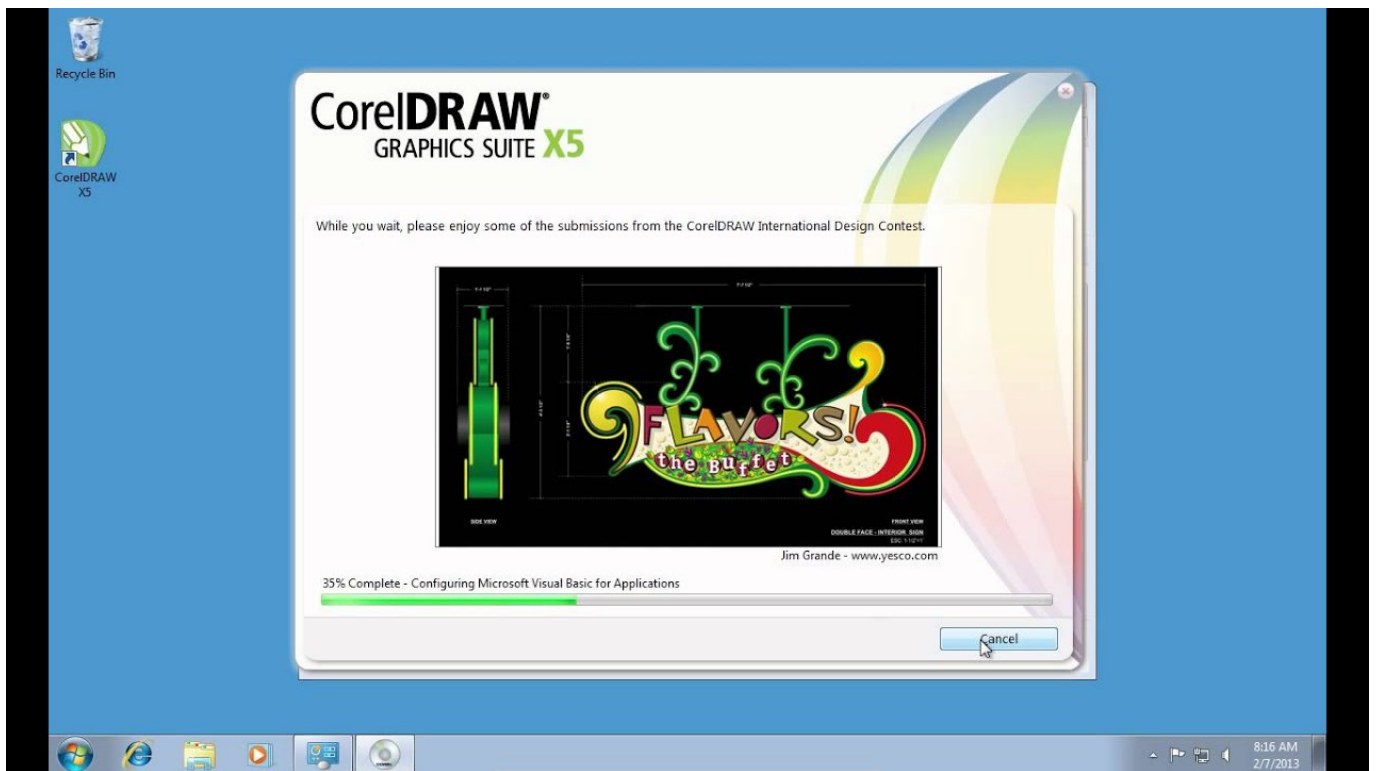 Recycle Bin
CorelDRAW
X5
CorelDRAW®
GRAPHICS SUITE X5
While you wait, please enjoy some of the submissions from the CorelDRAW International Design Contest.
FLAVORS!
the Buffet
SIDE VIEW
FRONT VIEW
DOUBLE FACE - INTERIOR SIGN
Jim Grande - www.yesco.com
35% Complete - Configuring Microsoft Visual Basic for Applications
Cancel
8:16 AM
2/7/2013